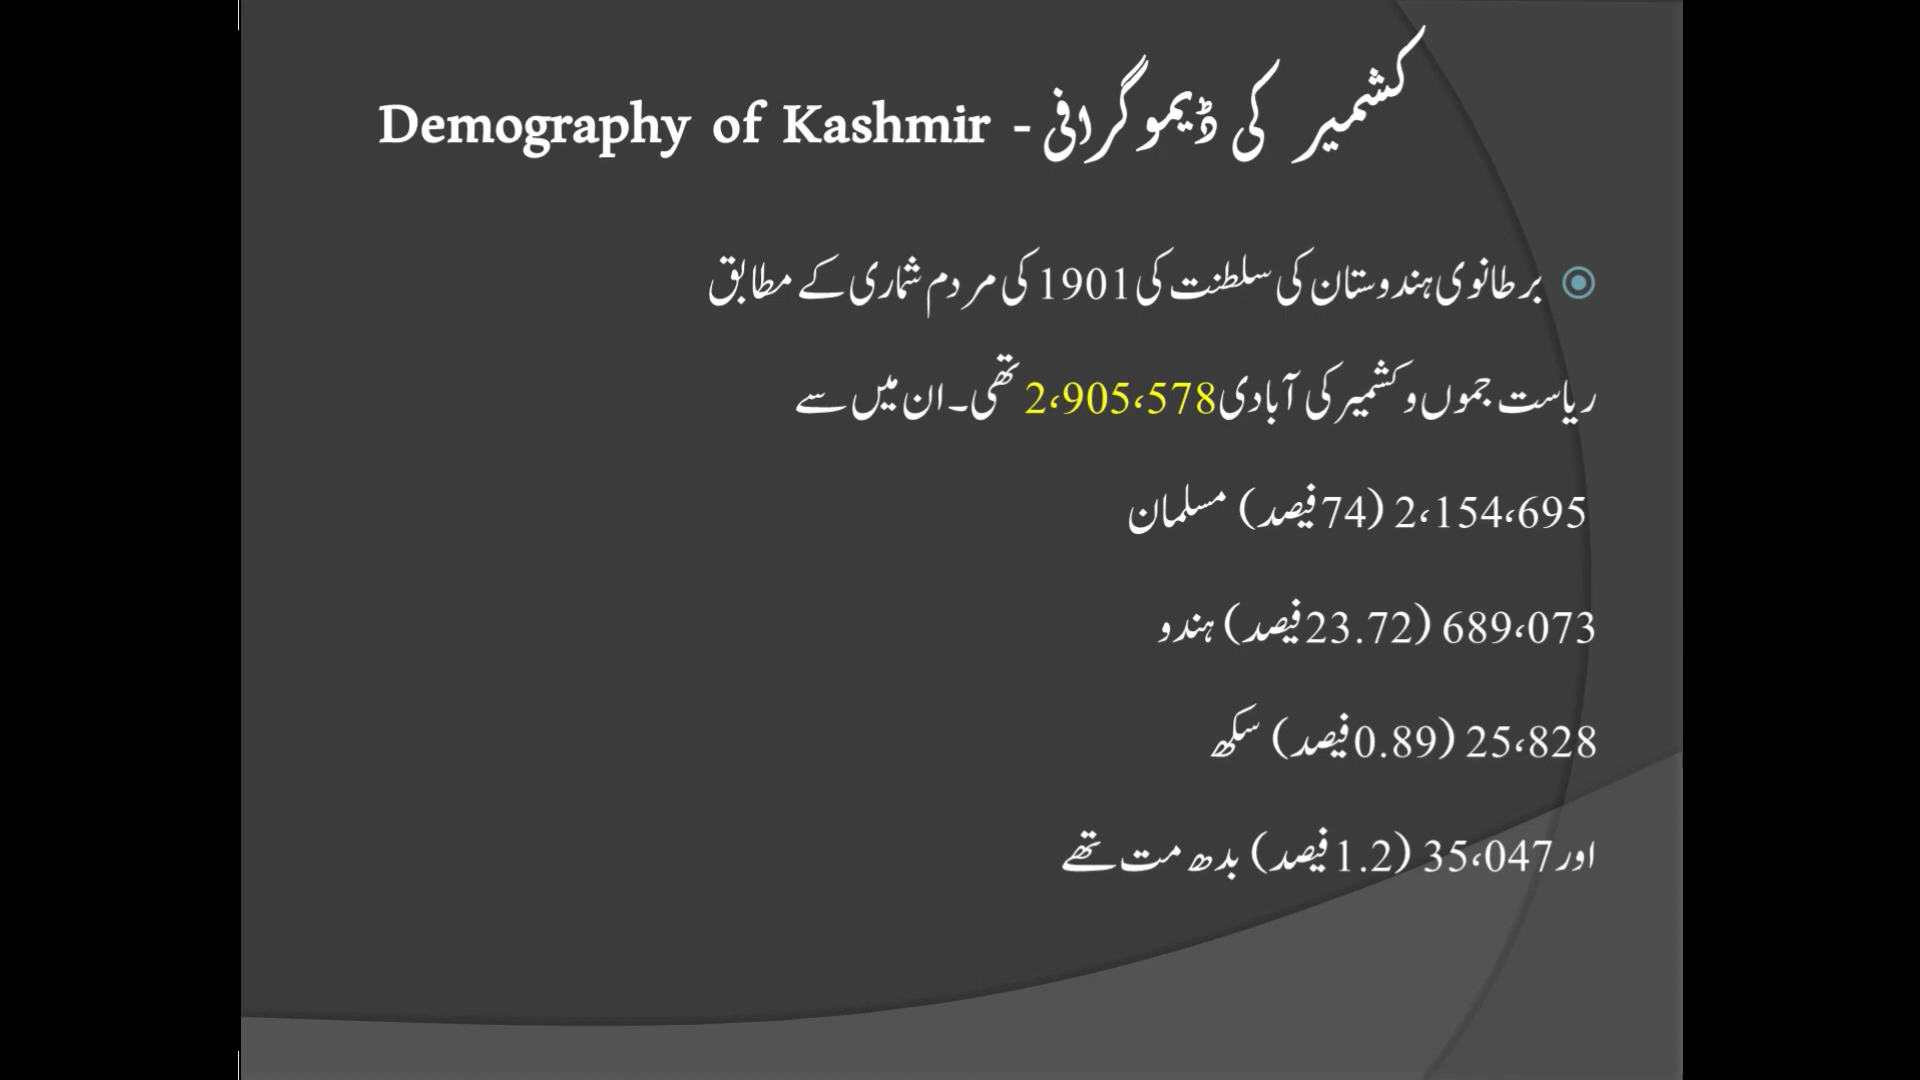 کشمیر کی ڈیموگرافی - Demography of Kashmir
برطانوی ہندوستان کی سلطنت کی 1901 کی مردم شماری کے مطابق
ریاست جموں و کشمیر کی آبادی 2،905،578 تھی۔ ان میں سے
2،154،695 (74 فیصد) مسلمان
689،073 (23.72 فیصد) ہندو
25،828 (0.89 فیصد) سکھ
اور 35،047 (1.2 فیصد) بدھ مت تھے